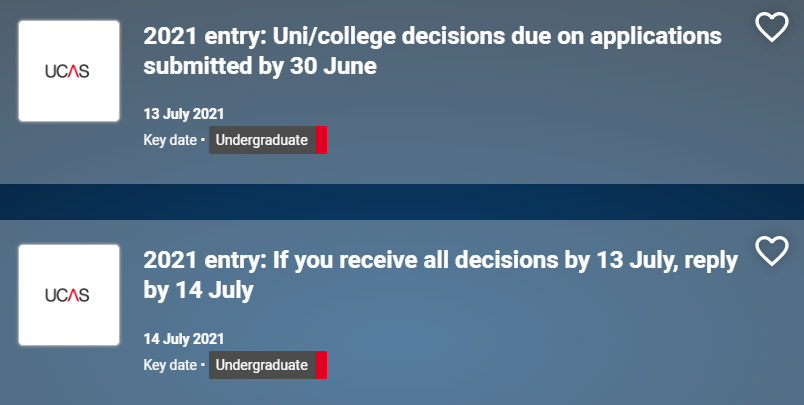 UCAS
2021 entry: Uni/college decisions due on applications
submitted by 30 June
13 July 2021
Key date • Undergraduate
UCAS
2021 entry: If you receive all decisions by 13 July, reply
by 14 July
14 July 2021
Key date • Undergraduate